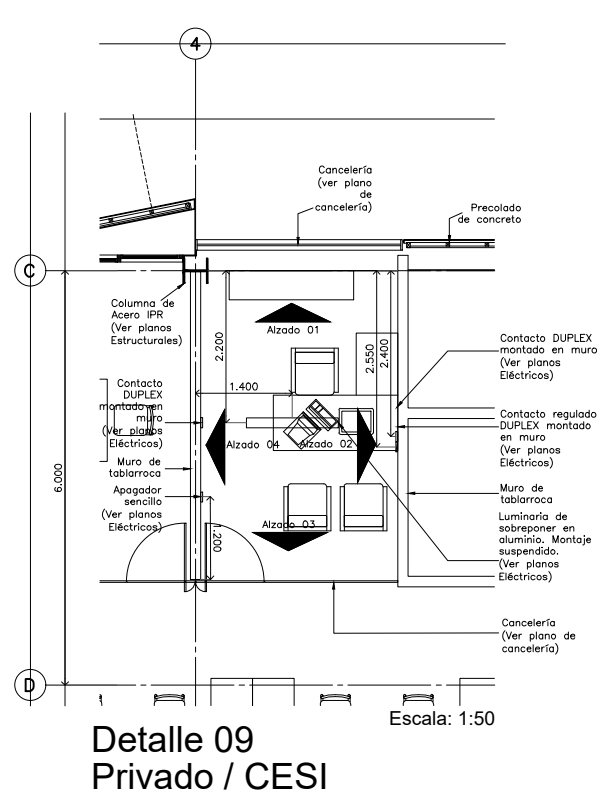 4
Cancelería
(ver plano
de
cancelería)
Precolado
de concreto
C
Columna de
Acero IPR
(Ver planos
Estructurales)
Alzado 01
2.200
2.550
2.400
Contacto DUPLEX
montado en muro
(Ver planos
Eléctricos)
1.400
Contacto
DUPLEX
montado en
muro
(Ver planos
Eléctricos)
Alzado 04
Alzado 02
Contacto regulado
DUPLEX montado
en muro
(Ver planos
Eléctricos)
6.000
Muro de
tablarroca
Muro de
tablarroca
Apagador
sencillo
(Ver planos
Eléctricos)
Alzado 03
1.200
Luminaria de
sobreponer en
aluminio. Montaje
suspendido.
(Ver planos
Eléctricos)
Cancelería
(Ver plano de
cancelería)
D
Escala: 1:50
Detalle 09
Privado / CESI